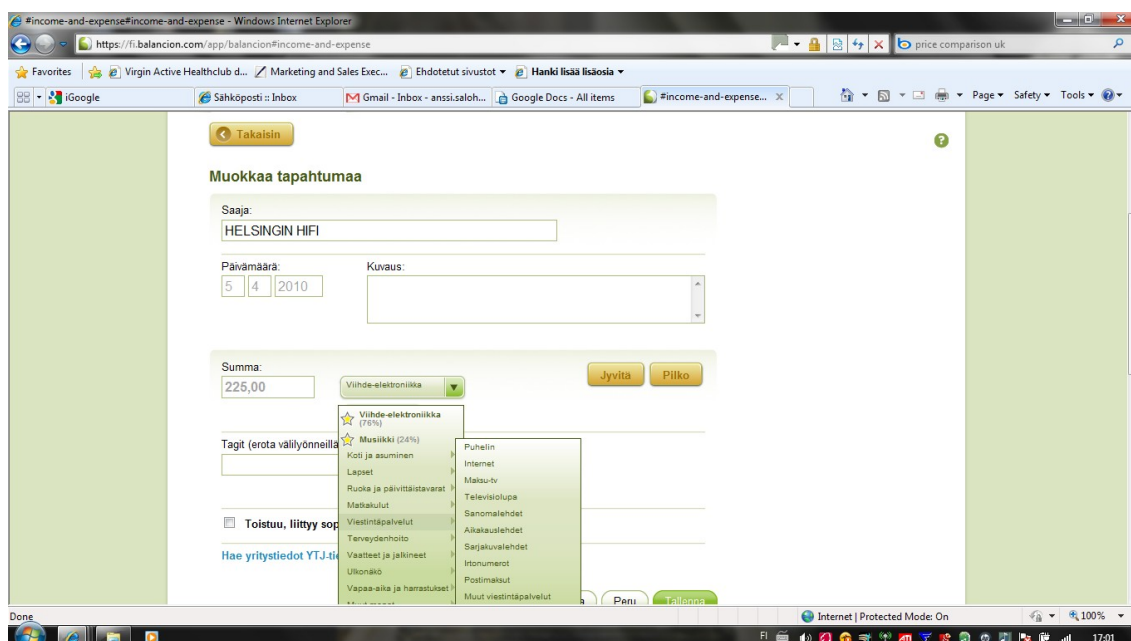 #income-and-expense#income-and-expense - Windows Internet Explorer
https://fi.balancion.com/app/balancion#income-and-expense
price comparison uk
Favorites Virgin Active Healthclub d... Marketing and Sales Exec... Ehdotetut sivustot Hanki lisää lisäosia
iGoogle Sähköposti :: Inbox Gmail - Inbox - anssi.saloh... Google Docs - All items #income-and-expense... X Page Safety Tools
Takaisin
Muokkaa tapahtumaa
Saaja:
HELSINGIN HIFI
Päivämäärä: Kuvaus:
5 4 2010
Summa:
225,00 Viihde-elektroniikka Jyvitä Pilko
Viihde-elektroniikka
(76%)
Musiikki (24%)
Tagit (erota välilyönneillä
Koti ja asuminen
Lapset
Ruoka ja päivittäistavarat
Matkakulut
Viestintäpalvelut
Terveydenhoito
Vaatteet ja jalkineet
Ulkonäkö
Vapaa-aika ja harrastukset
Puhelin
Internet
Maksu-tv
Televisiolupa
Sanomalehdet
Aikakauslehdet
Sarjakuvalehdet
Irtonumerot
Postimaksut
Muut viestintäpalvelut
Toistuu, liittyy sop
Hae yritystiedot YTJ-tie
Peru Tallenna
Done Internet | Protected Mode: On 100%
FI 17:01